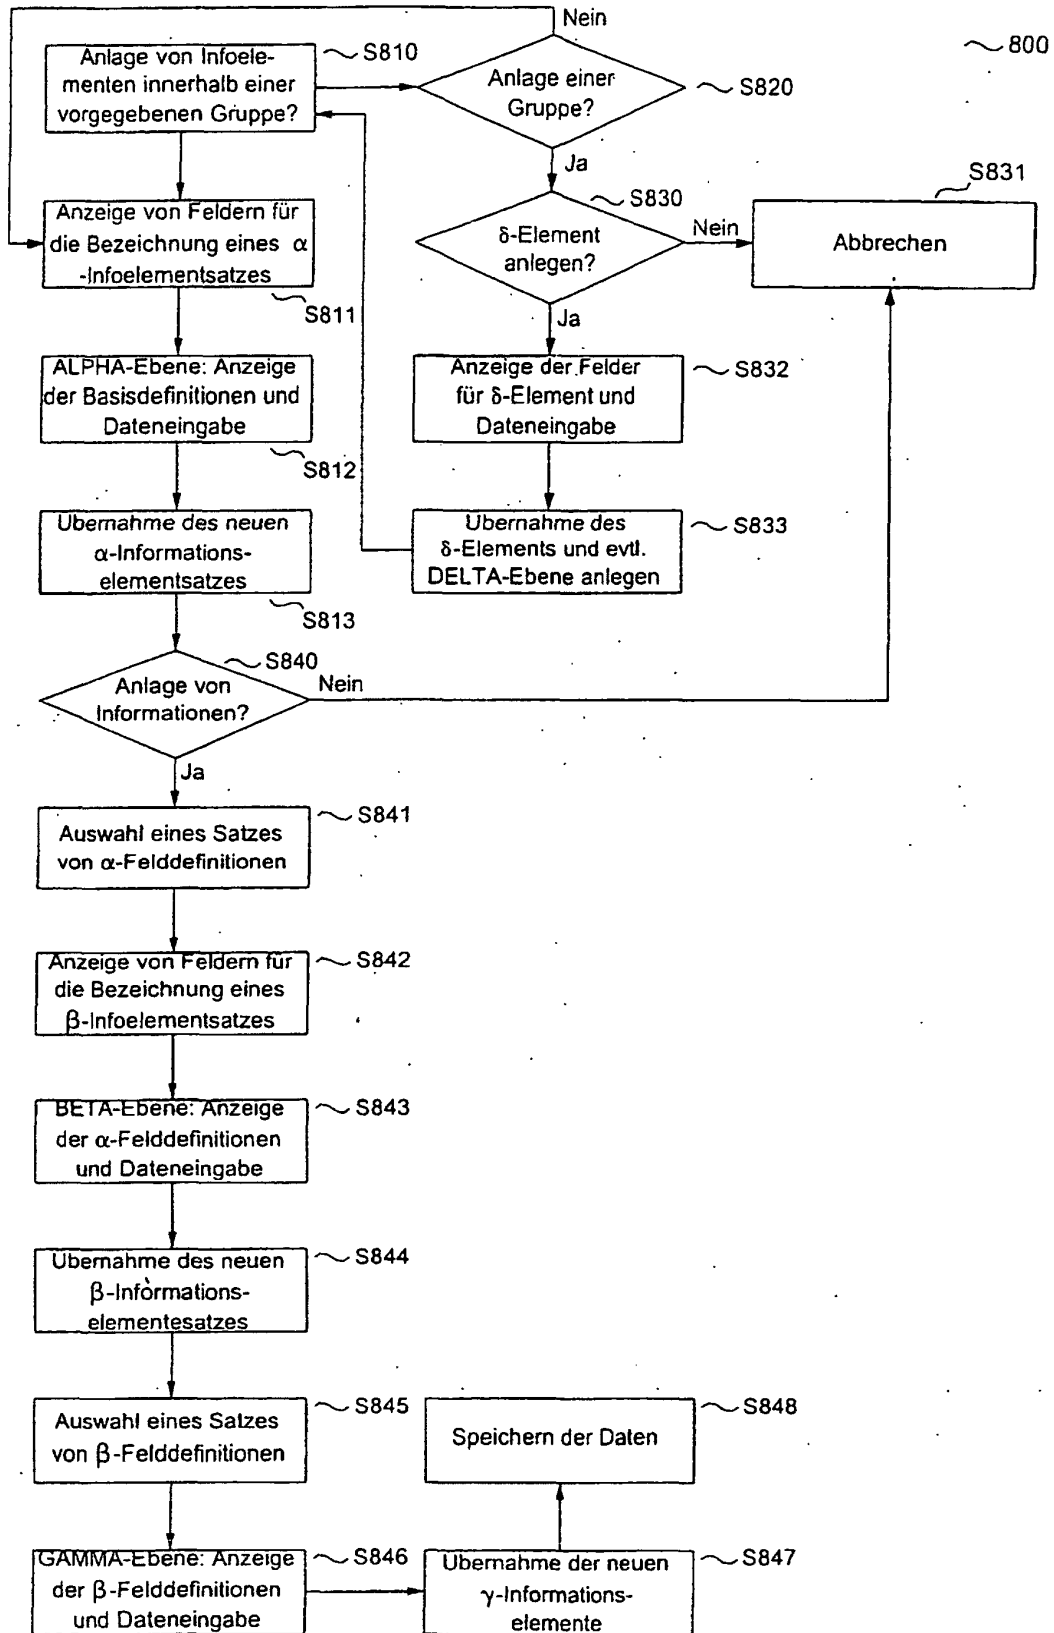 Nein
800
Anlage von Infoele-
menten innerhalb einer
vorgegebenen Gruppe?
S810
Anlage einer
Gruppe?
S820
Ja
S830
δ-Element
anlegen?
Nein
S831
Abbrechen
Anzeige von Feldern für
die Bezeichnung eines α
-Infoelementsatzes
S811
Ja
ALPHA-Ebene: Anzeige
der Basisdefinitionen und
Dateneingabe
S812
Anzeige der Felder
für δ-Element und
Dateneingabe
S832
Übernahme des neuen
α-Informations-
elementsatzes
S813
Übernahme des
δ-Elements und evtl.
DELTA-Ebene anlegen
S833
S840
Anlage von
Informationen?
Nein
Ja
Auswahl eines Satzes
von α-Felddefinitionen
S841
Anzeige von Feldern für
die Bezeichnung eines
β-Infoelementsatzes
S842
BETA-Ebene: Anzeige
der α-Felddefinitionen
und Dateneingabe
S843
Übernahme des neuen
β-Informations-
elementesatzes
S844
Auswahl eines Satzes
von β-Felddefinitionen
S845
Speichern der Daten
S848
GAMMA-Ebene: Anzeige
der β-Felddefinitionen
und Dateneingabe
S846
Übernahme der neuen
γ-Informations-
elemente
S847